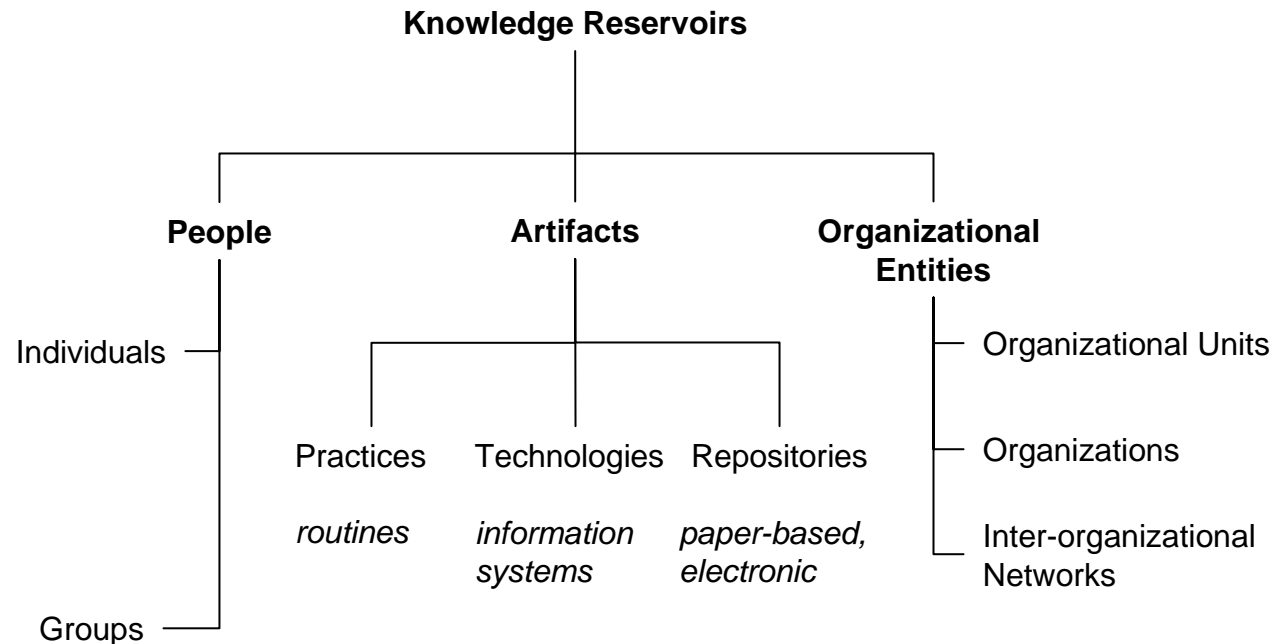 Knowledge Reservoirs
People
Artifacts
Organizational
Entities
Individuals
Groups
Practices
routines
Technologies
information
systems
Repositories
paper-based,
electronic
Organizational Units
Organizations
Inter-organizational
Networks